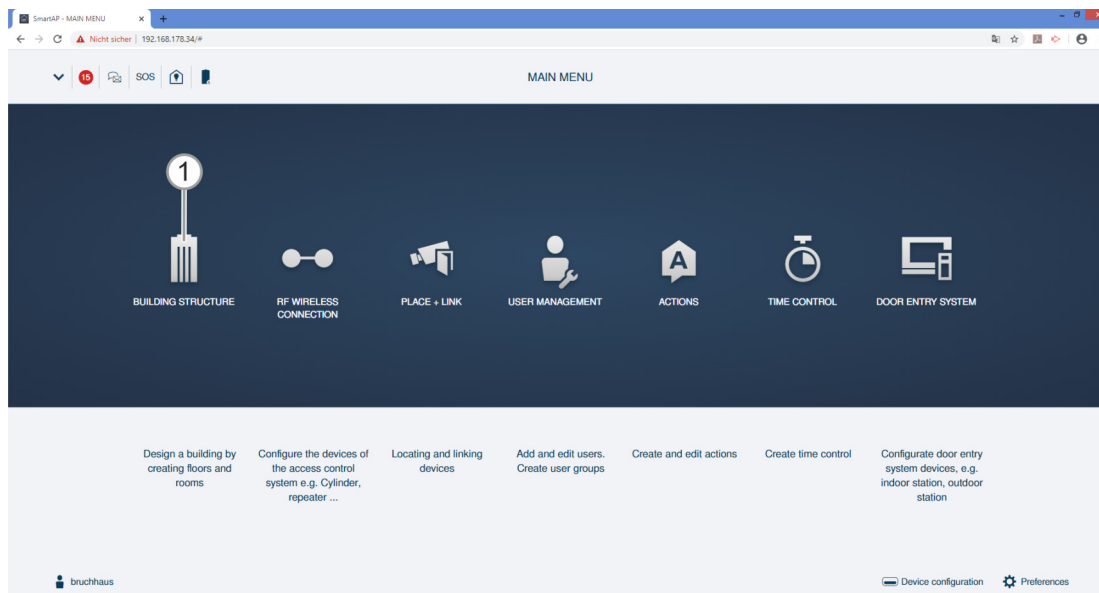 SmartAP - MAIN MENU
Nicht sicher | 192.168.178.34/#
15
SOS
MAIN MENU
1
BUILDING STRUCTURE
RF WIRELESS
CONNECTION
PLACE + LINK
USER MANAGEMENT
A
ACTIONS
TIME CONTROL
DOOR ENTRY SYSTEM
Design a building by
creating floors and
rooms
Configure the devices of
the access control
system e.g. Cylinder,
repeater ...
Locating and linking
devices
Add and edit users.
Create user groups
Create and edit actions
Create time control
Configurate door entry
system devices, e.g.
indoor station, outdoor
station
bruchhaus
Device configuration
Preferences